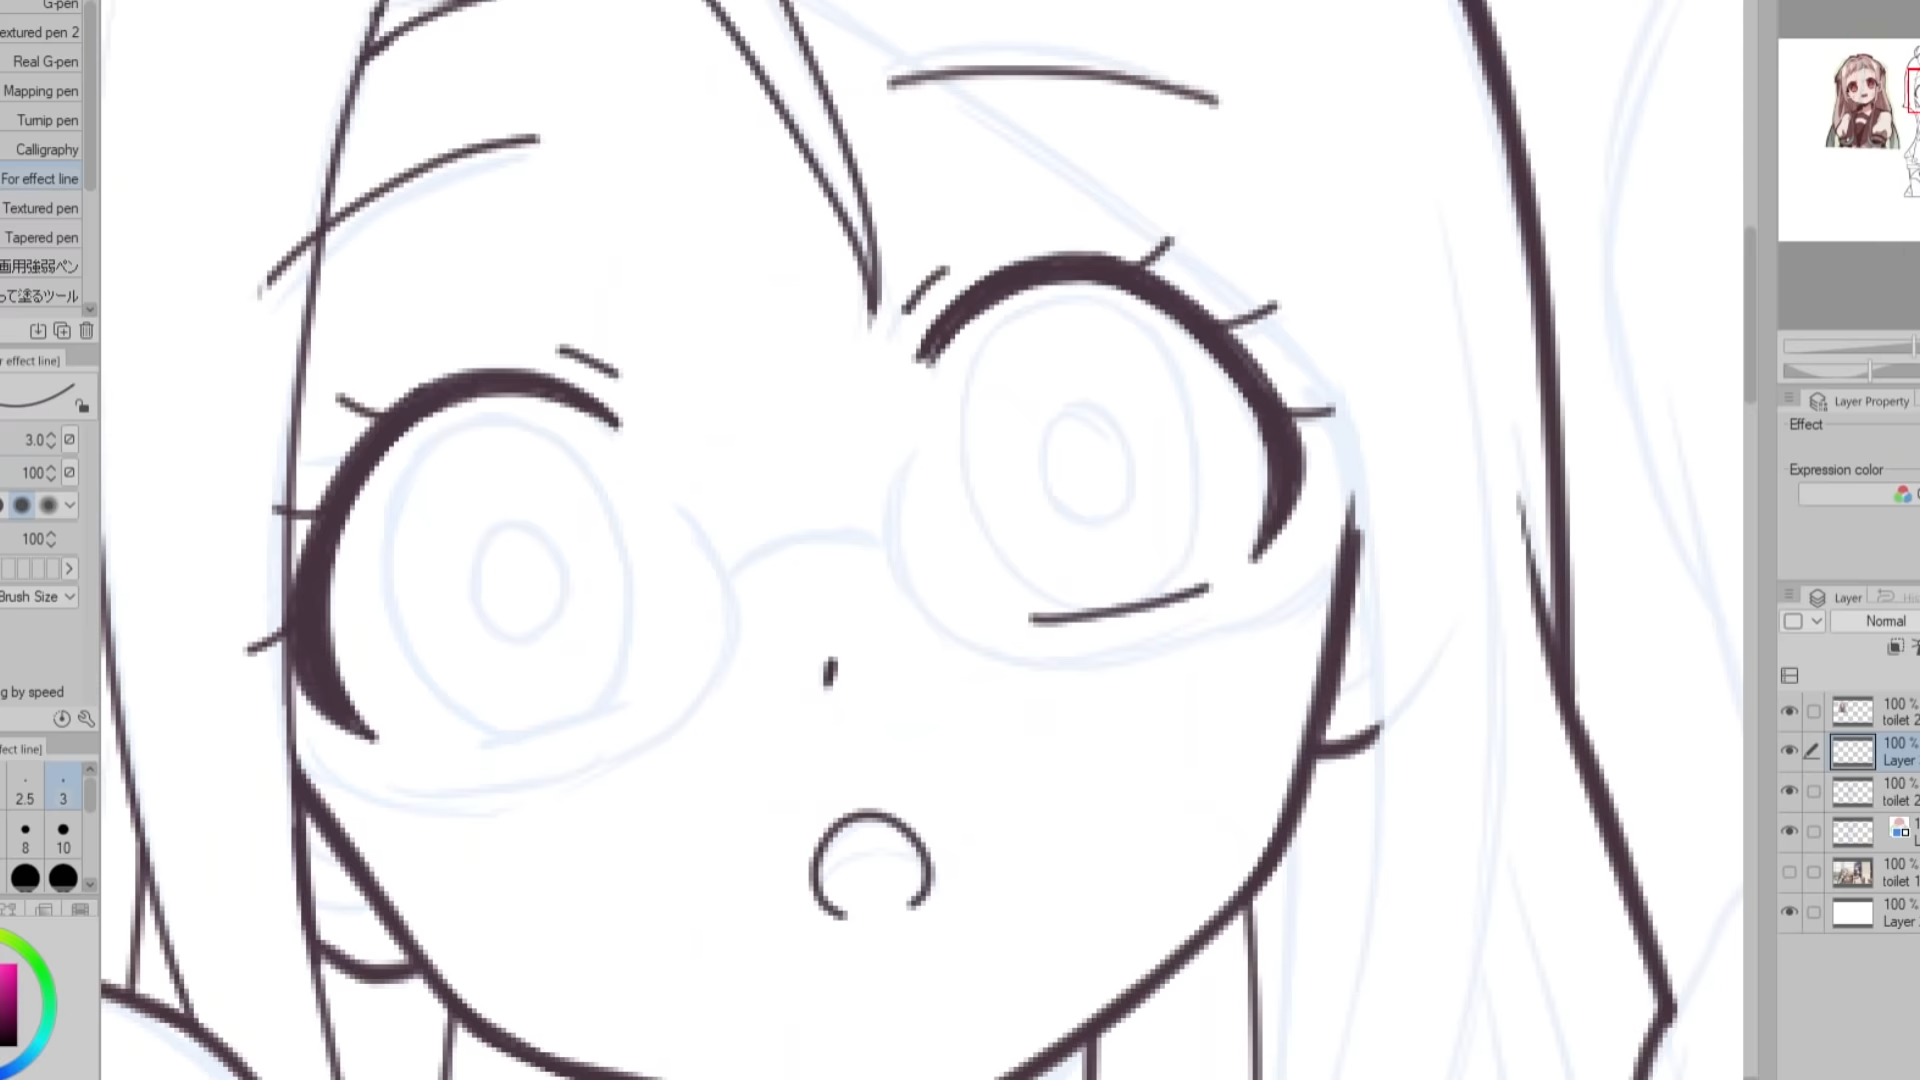 G-pen
extured pen 2
Real G-pen
Mapping pen
Turnip pen
Calligraphy
For effect line
Textured pen
Tapered pen
画用強弱ペン
って塗るツール
r effect line]
3.0
100
100
Brush Size
g by speed
fect line]
2.5 3
8 10
Layer Property
Effect
Expression color
Layer
Normal
100 %
toilet 2
100 %
Layer
100 %
toilet 2
100 %
toilet 1
100 %
Layer